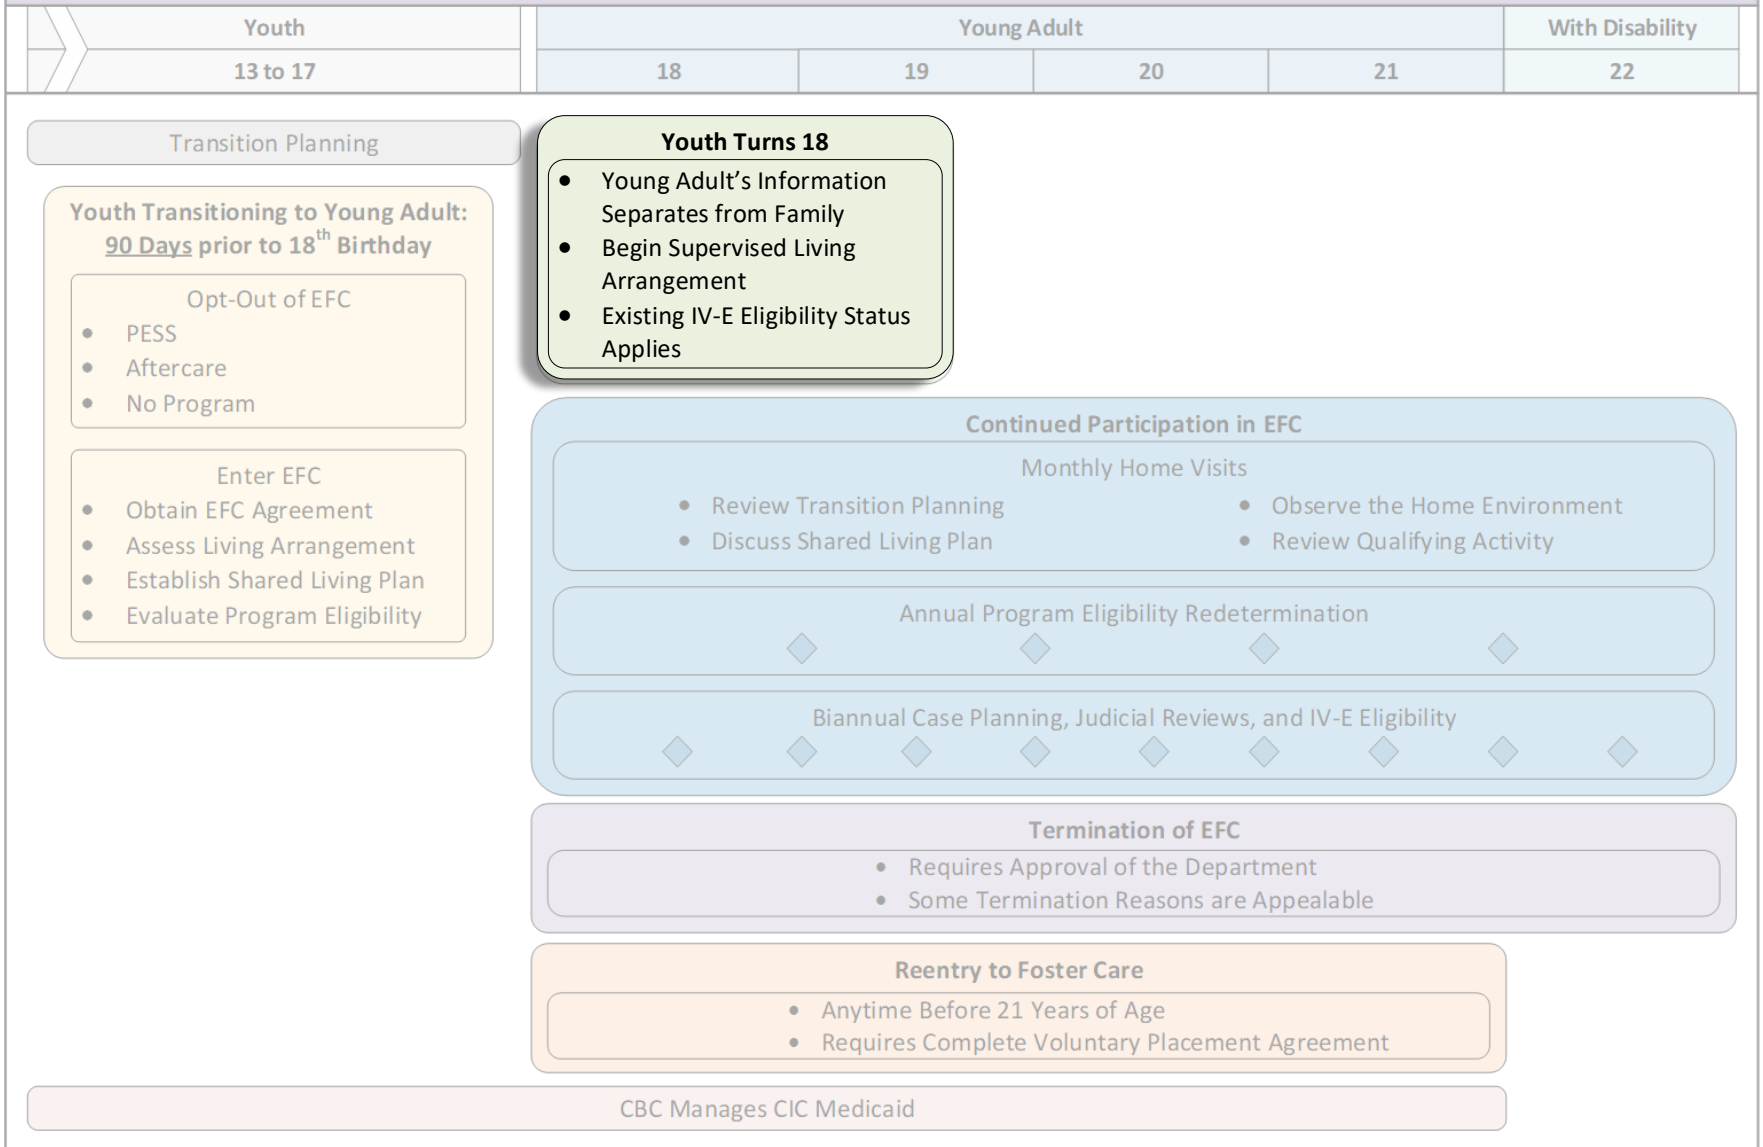 Youth
Young Adult
With Disability
13 to 17
18
19
20
21
22
Transition Planning
Youth Transitioning to Young Adult:
90 Days prior to 18th Birthday
Opt-Out of EFC
• PESS
• Aftercare
• No Program
Enter EFC
• Obtain EFC Agreement
• Assess Living Arrangement
• Establish Shared Living Plan
• Evaluate Program Eligibility
Youth Turns 18
• Young Adult’s Information
Separates from Family
• Begin Supervised Living
Arrangement
• Existing IV-E Eligibility Status
Applies
Continued Participation in EFC
Monthly Home Visits
• Review Transition Planning
• Discuss Shared Living Plan
• Observe the Home Environment
• Review Qualifying Activity
Annual Program Eligibility Redetermination
Biannual Case Planning, Judicial Reviews, and IV-E Eligibility
Termination of EFC
• Requires Approval of the Department
• Some Termination Reasons are Appealable
Reentry to Foster Care
• Anytime Before 21 Years of Age
• Requires Complete Voluntary Placement Agreement
CBC Manages CIC Medicaid